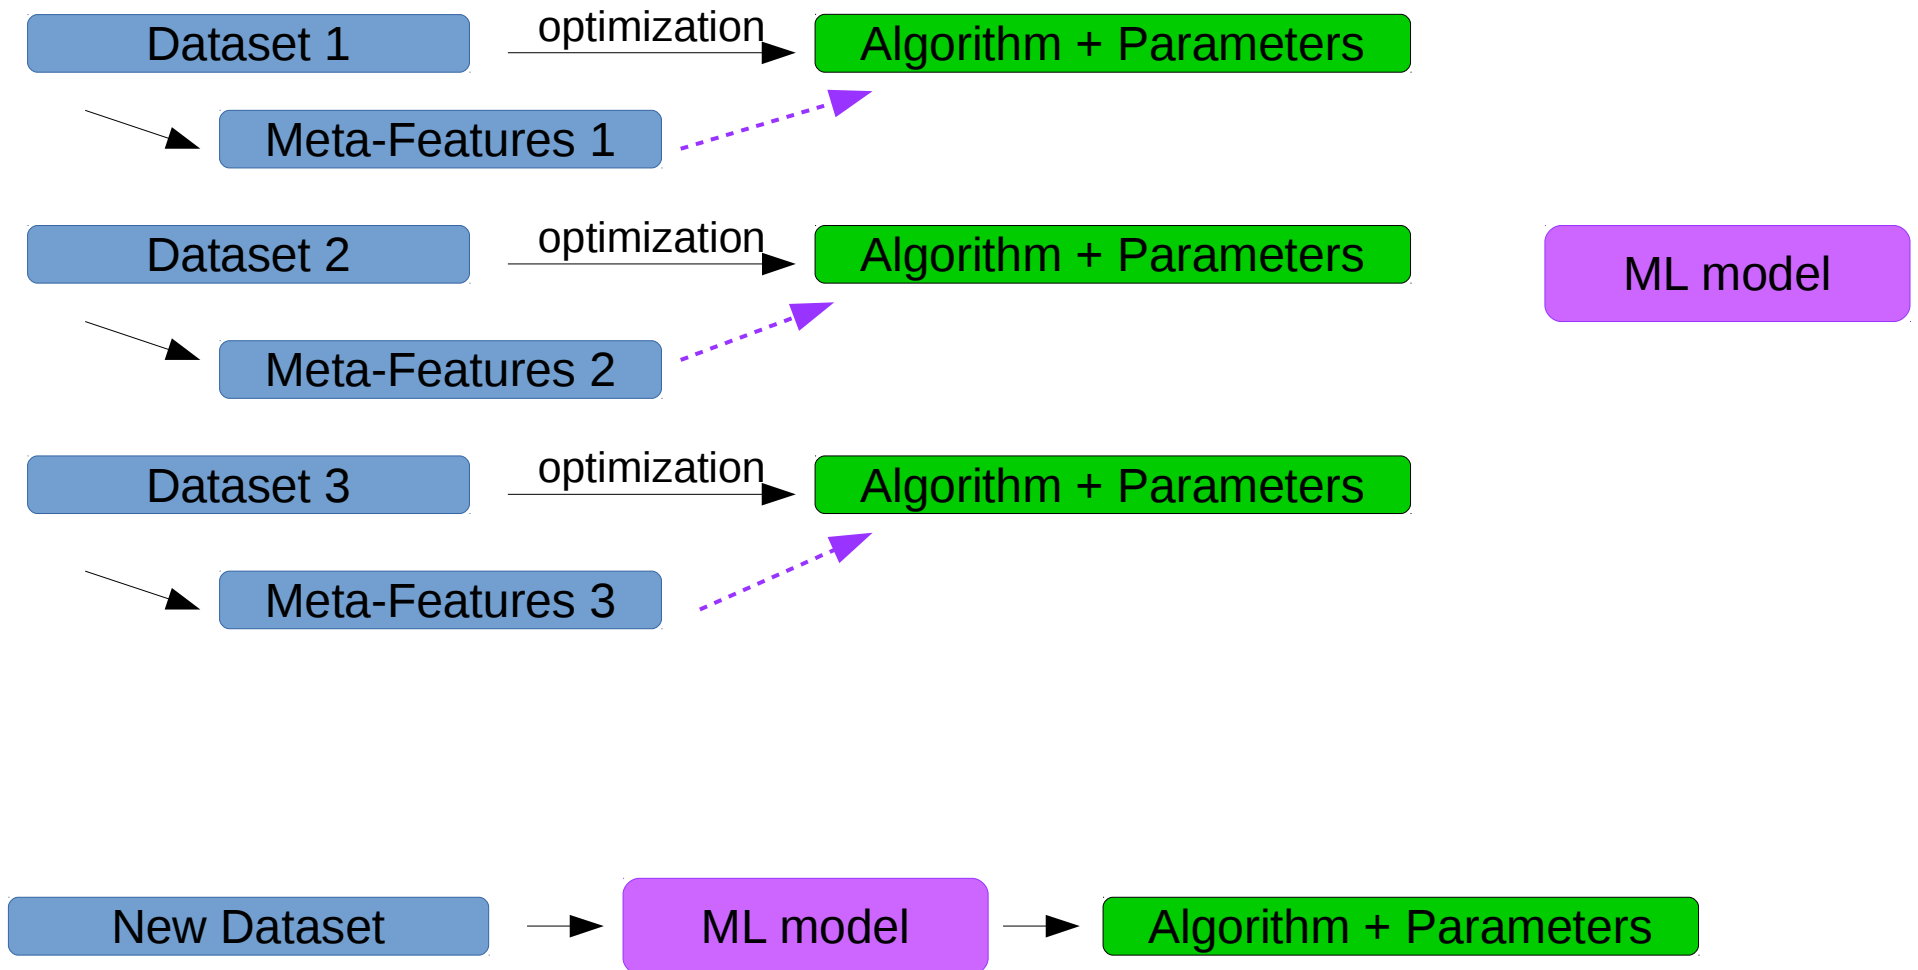 Dataset 1
optimization
Algorithm + Parameters
Meta-Features 1
Dataset 2
optimization
Algorithm + Parameters
ML model
Meta-Features 2
Dataset 3
optimization
Algorithm + Parameters
Meta-Features 3
New Dataset
ML model
Algorithm + Parameters